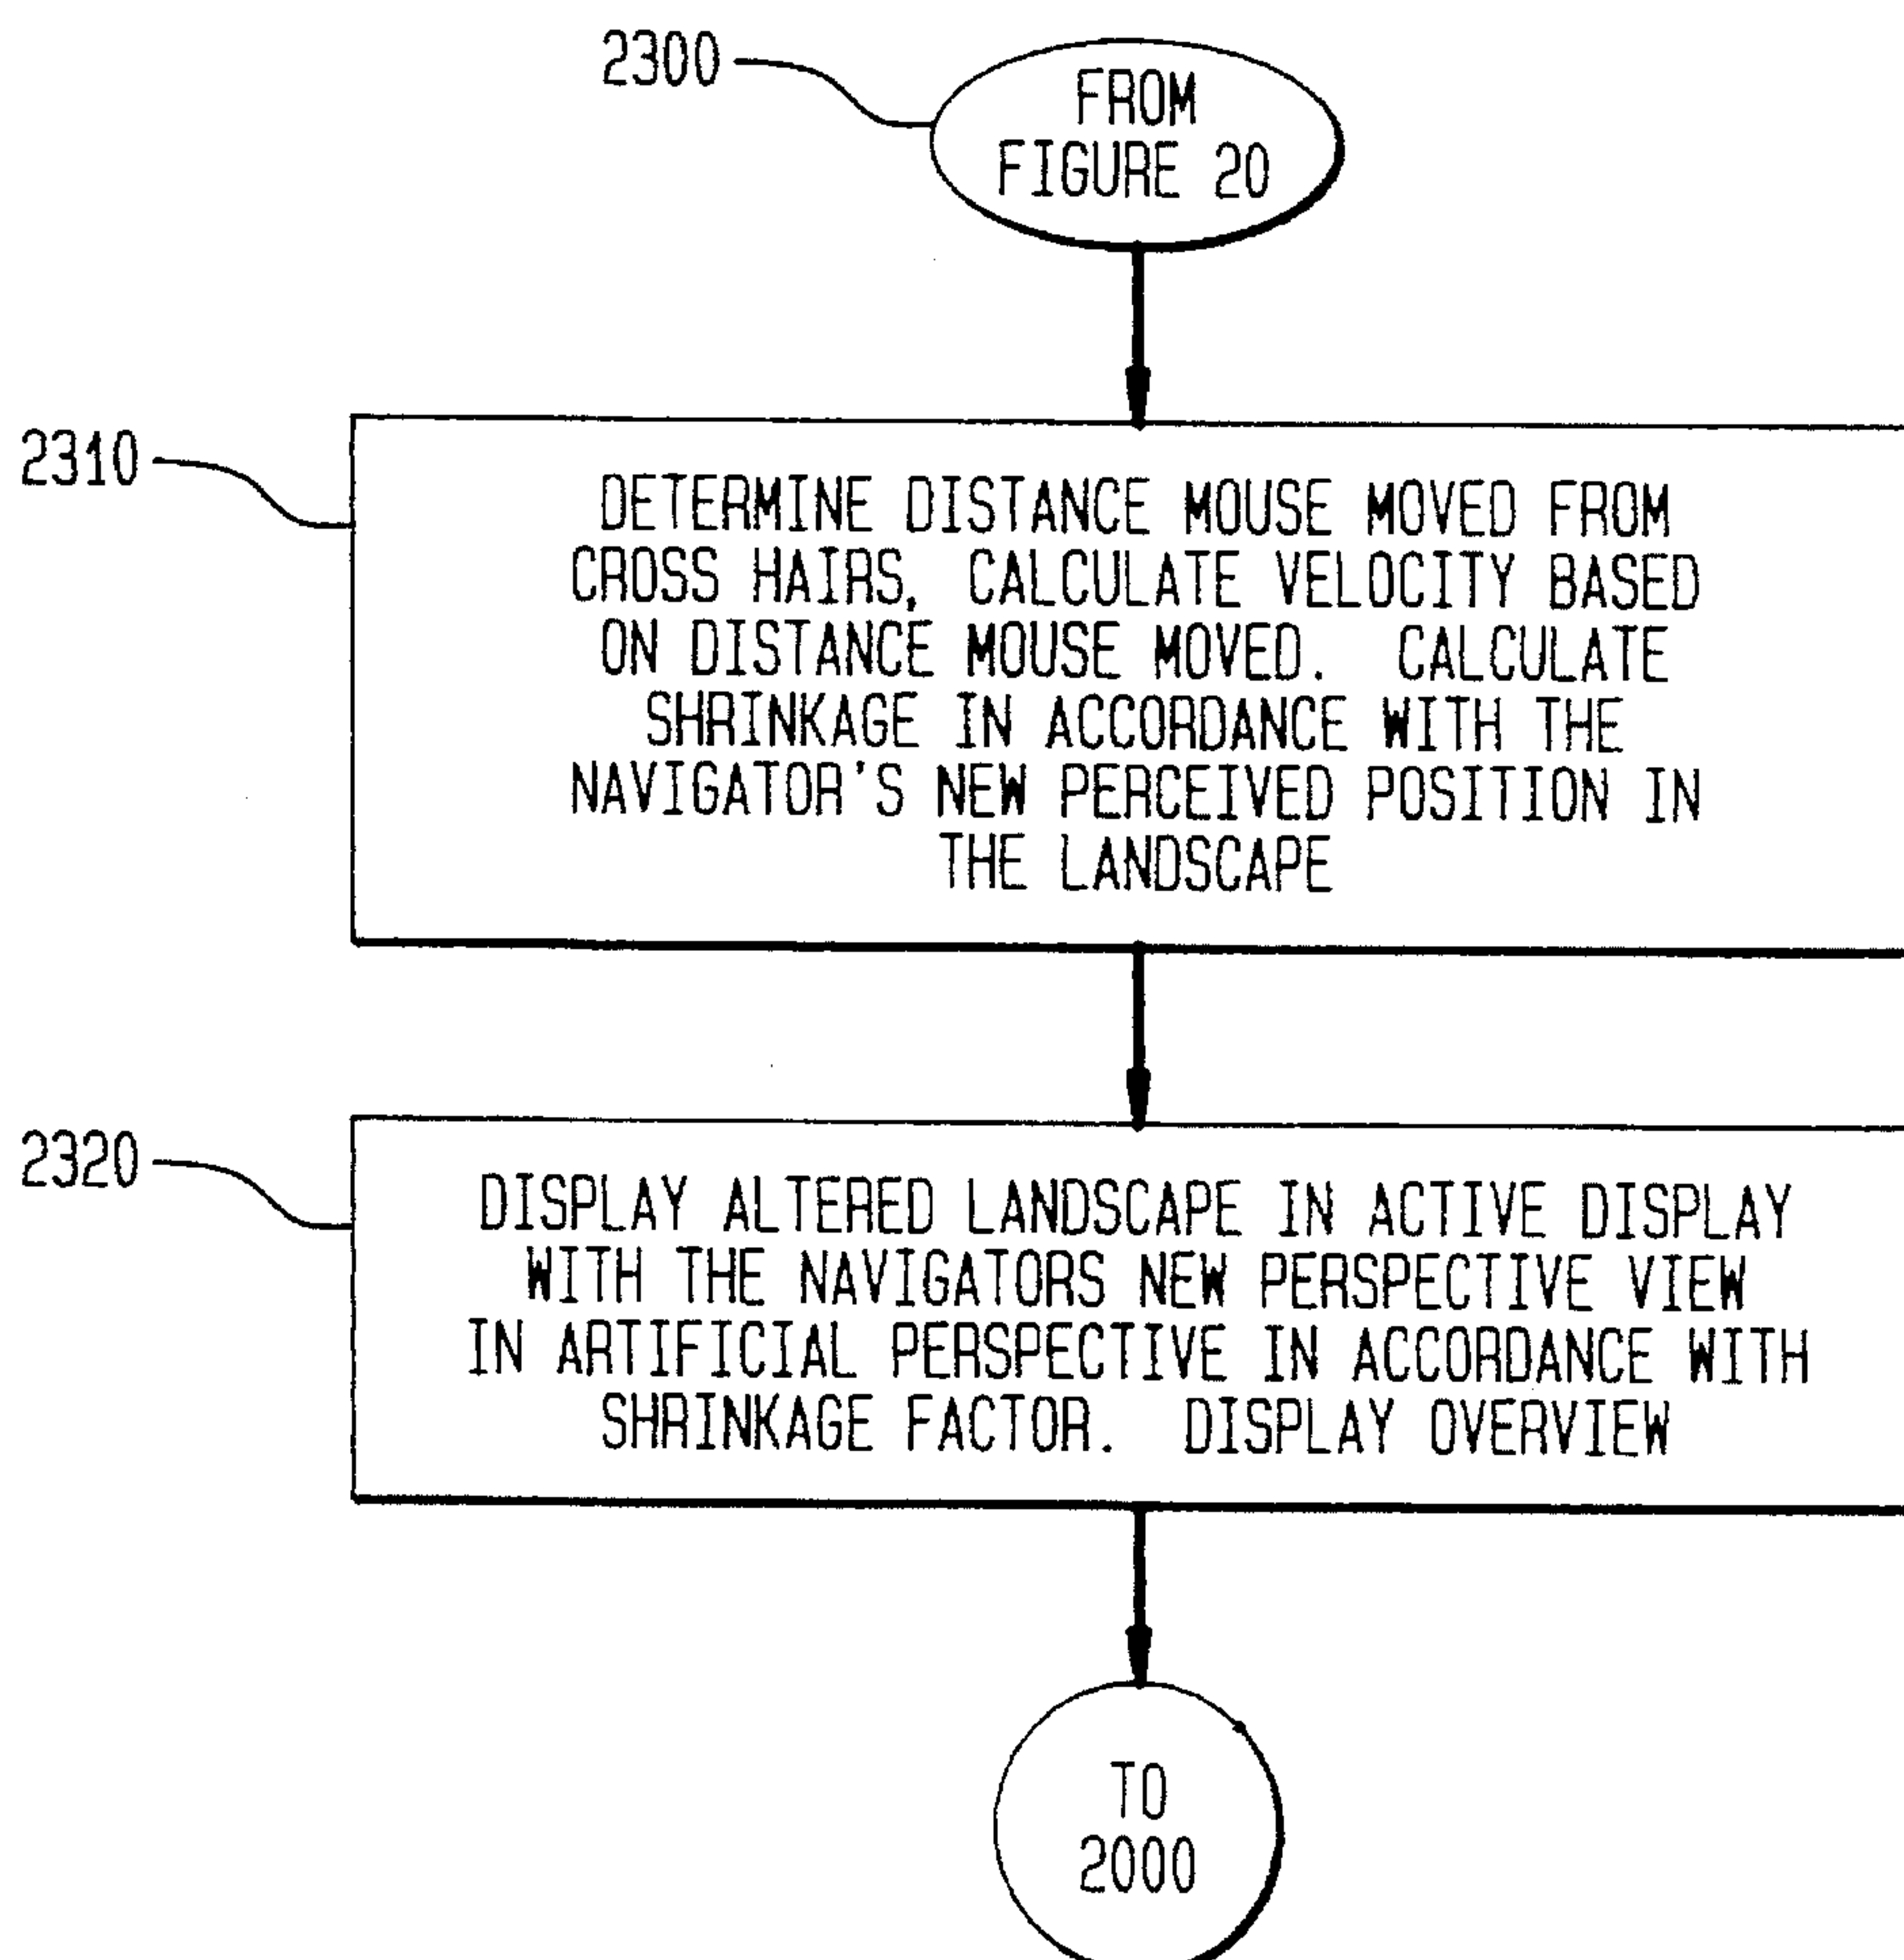 2300
FROM
FIGURE 20
2310
DETERMINE DISTANCE MOUSE MOVED FROM
CROSS HAIRS, CALCULATE VELOCITY BASED
ON DISTANCE MOUSE MOVED. CALCULATE
SHRINKAGE IN ACCORDANCE WITH THE
NAVIGATOR'S NEW PERCEIVED POSITION IN
THE LANDSCAPE
2320
DISPLAY ALTERED LANDSCAPE IN ACTIVE DISPLAY
WITH THE NAVIGATORS NEW PERSPECTIVE VIEW
IN ARTIFICIAL PERSPECTIVE IN ACCORDANCE WITH
SHRINKAGE FACTOR. DISPLAY OVERVIEW
TO
2000